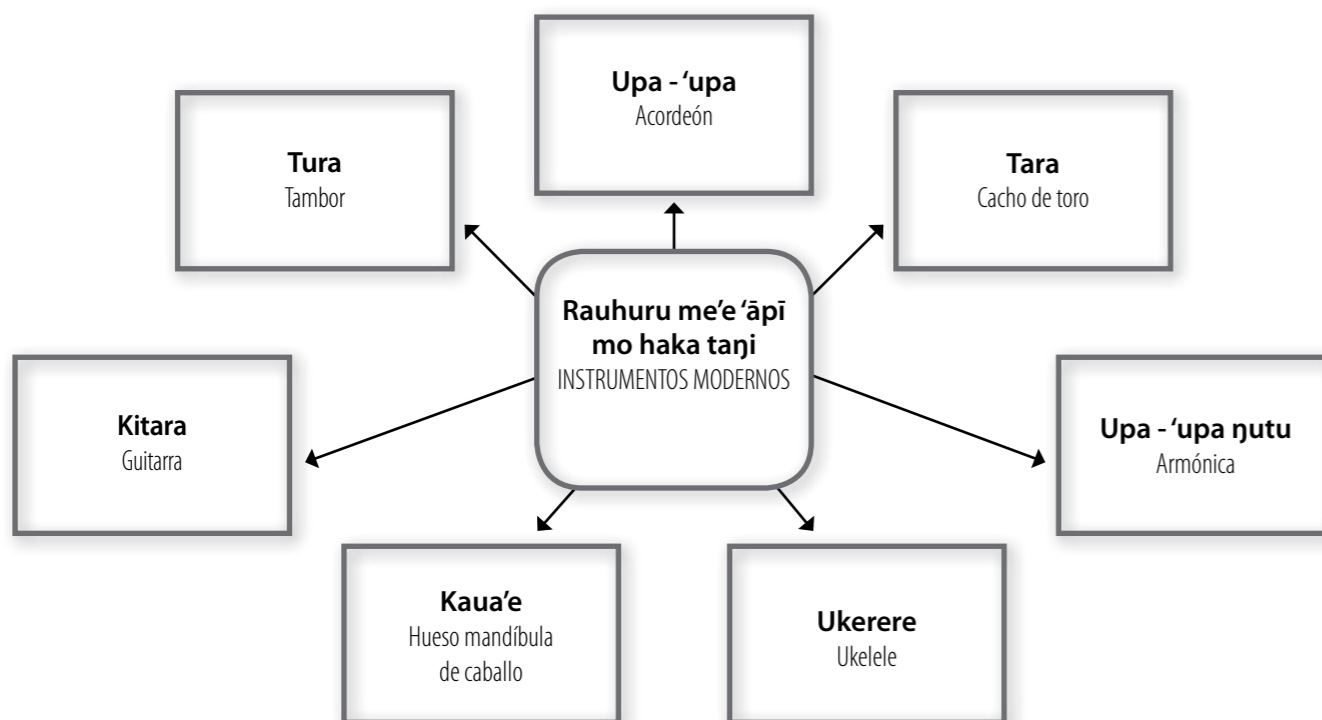 Upa - ‘upa
Acordeón
Tura
Tambor
Tara
Cacho de toro
Rauhuru me’e ‘āpī
mo haka taŋi
INSTRUMENTOS MODERNOS
Kitara
Guitarra
Upa - ‘upa ŋutu
Armónica
Kaua’e
Hueso mandíbula
de caballo
Ukerere
Ukelele